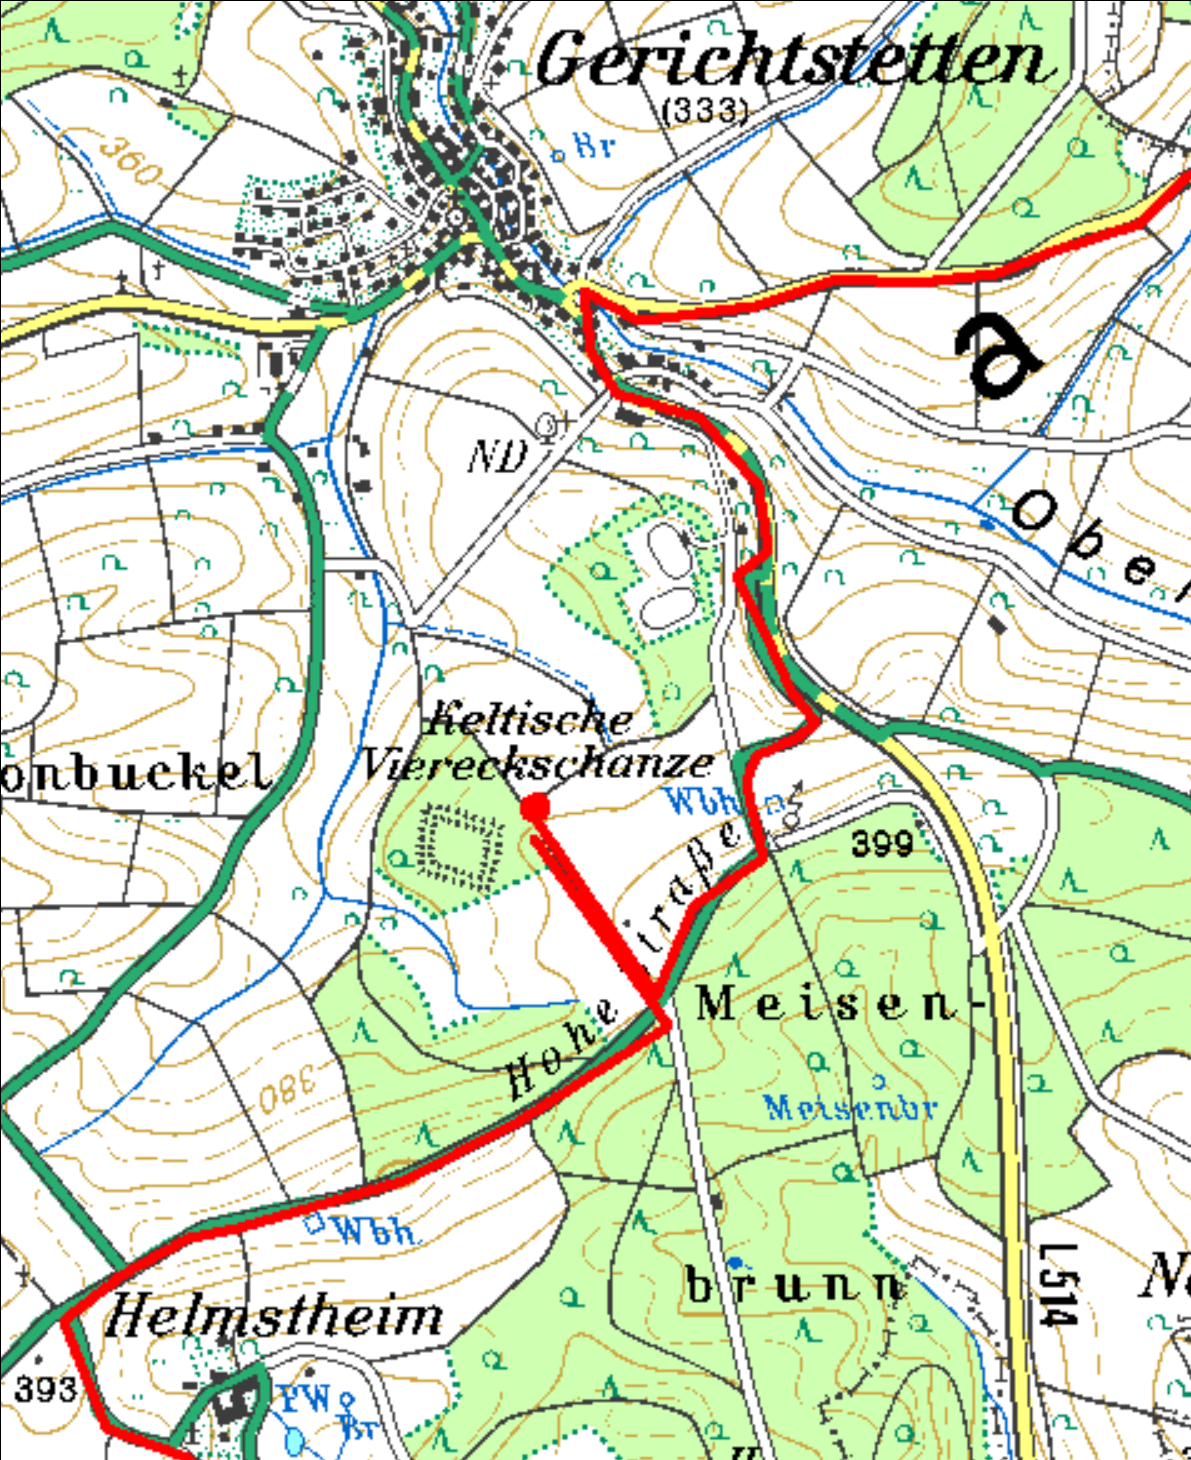 Gerichtstetten
(333)
Br
360
a
ND
Ober
Keltische
Viereckschanze
onbuckel
Wbh
399
Hohe Straße
Meisen-
380
Meisenbr
Wbh.
brunn
L514
Helmstheim
393
PW
Br